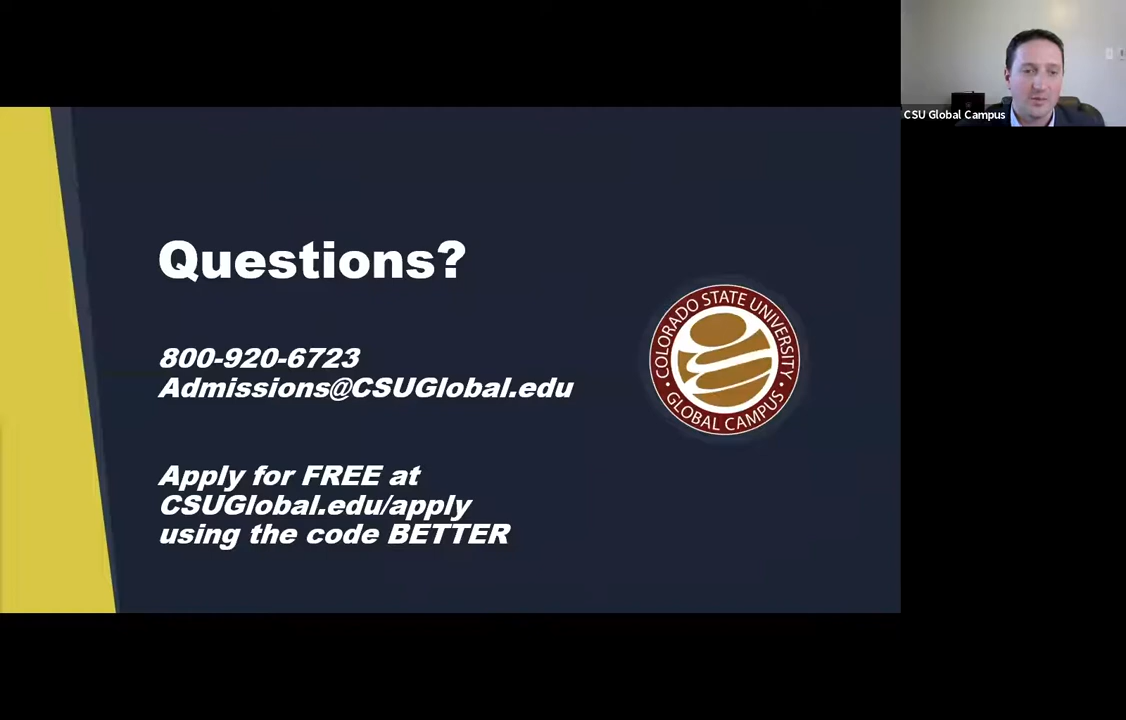 CSU Global Campus
Questions?
800-920-6723
Admissions@CSUGlobal.edu
COLORADO STATE UNIVERSITY
• GLOBAL CAMPUS •
Apply for FREE at
CSUGlobal.edu/apply
using the code BETTER